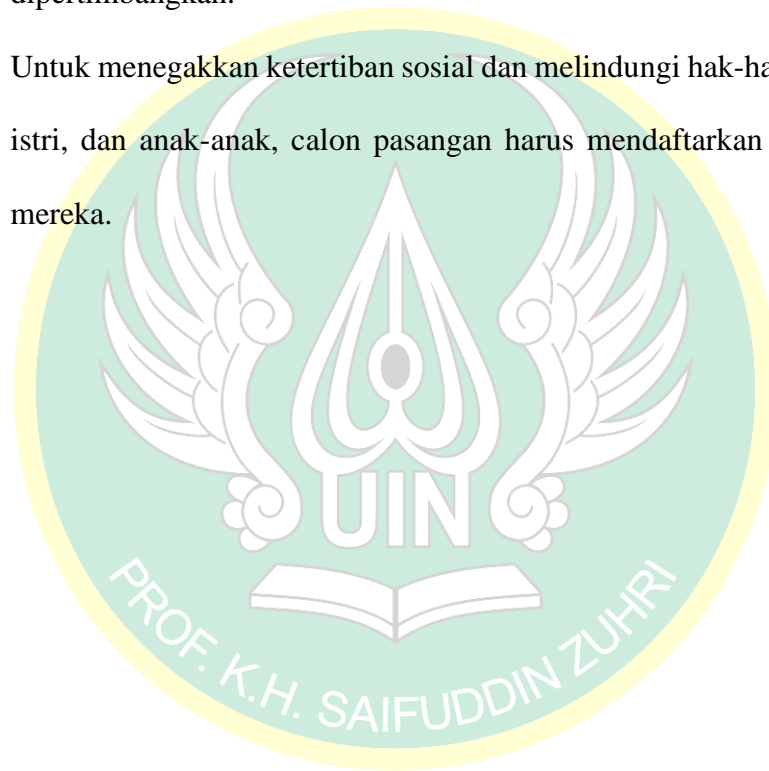 dipertimbangkan.
Untuk menegakkan ketertiban sosial dan melindungi hak-ha
istri, dan anak-anak, calon pasangan harus mendaftarkan
mereka.
UIN
PROF. K.H. SAIFUDDIN ZUHRI